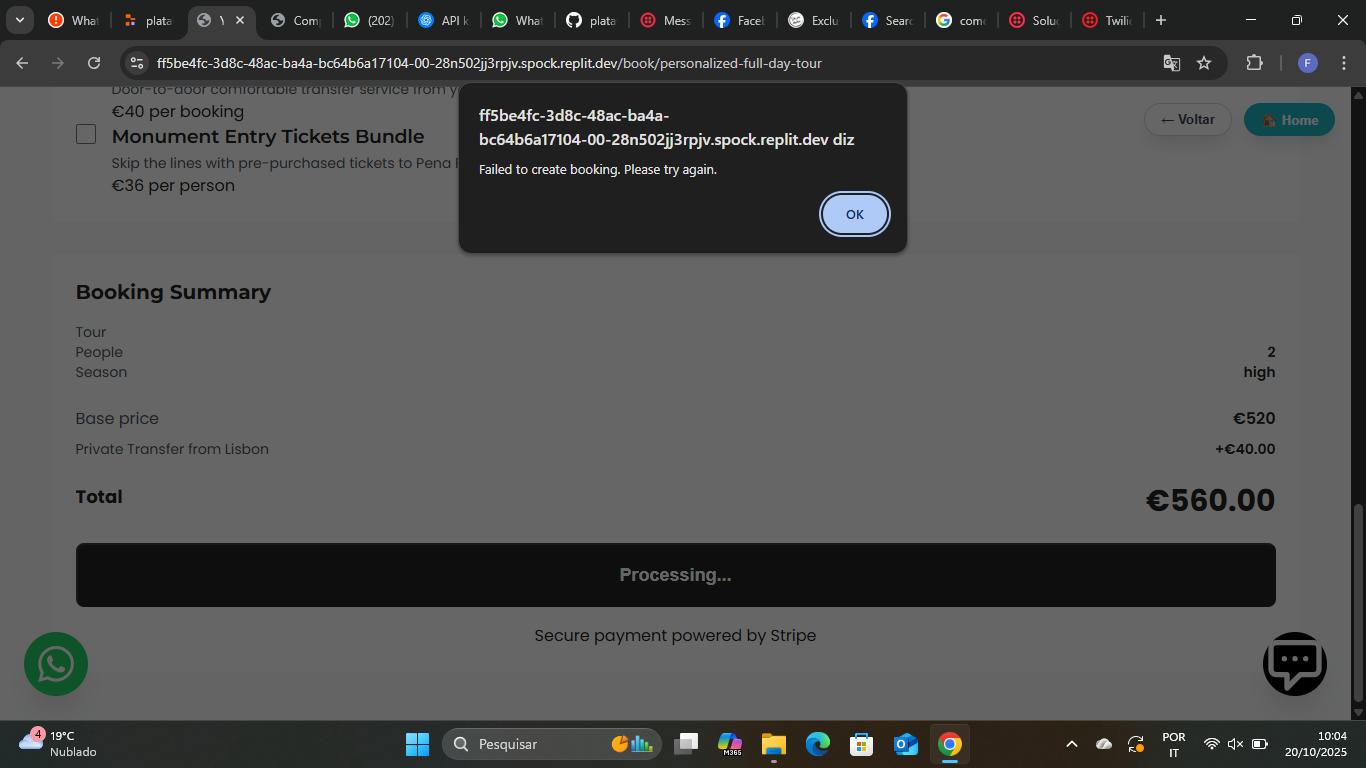 What
plata
Y
Comp
(202)
API k
What
plata
Mess
Facel
Exclu
Searc
come
Solu
Twili
ff5be4fc-3d8c-48ac-ba4a-bc64b6a17104-00-28n502jj3rpjv.spock.replit.dev/book/personalized-full-day-tour
F
Door-to-door comfortable transfer service from y
€40 per booking
Monument Entry Tickets Bundle
Skip the lines with pre-purchased tickets to Pena
€36 per person
← Voltar
Home
ff5be4fc-3d8c-48ac-ba4a-
bc64b6a17104-00-28n502jj3rpjv.spock.replit.dev diz
Failed to create booking. Please try again.
OK
Booking Summary
Tour
People 2
Season high
Base price €520
Private Transfer from Lisbon +€40.00
Total €560.00
Processing...
Secure payment powered by Stripe
4
19°C
Nublado
Pesquisar
M365
POR
IT
10:04
20/10/2025